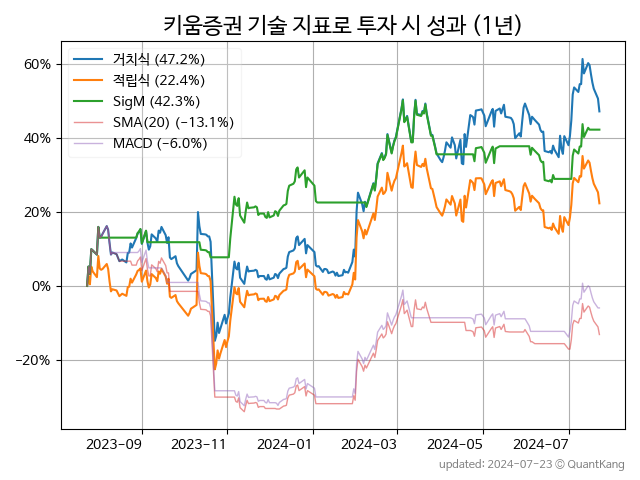 키움증권 기술 지표로 투자 시 성과 (1년)
거치식 (47.2%)
적립식 (22.4%)
SigM (42.3%)
SMA(20) (−13.1%)
MACD (−6.0%)
60%
40%
20%
0%
−20%
2023-09
2023-11
2024-01
2024-03
2024-05
2024-07
updated: 2024-07-23 © QuantKang